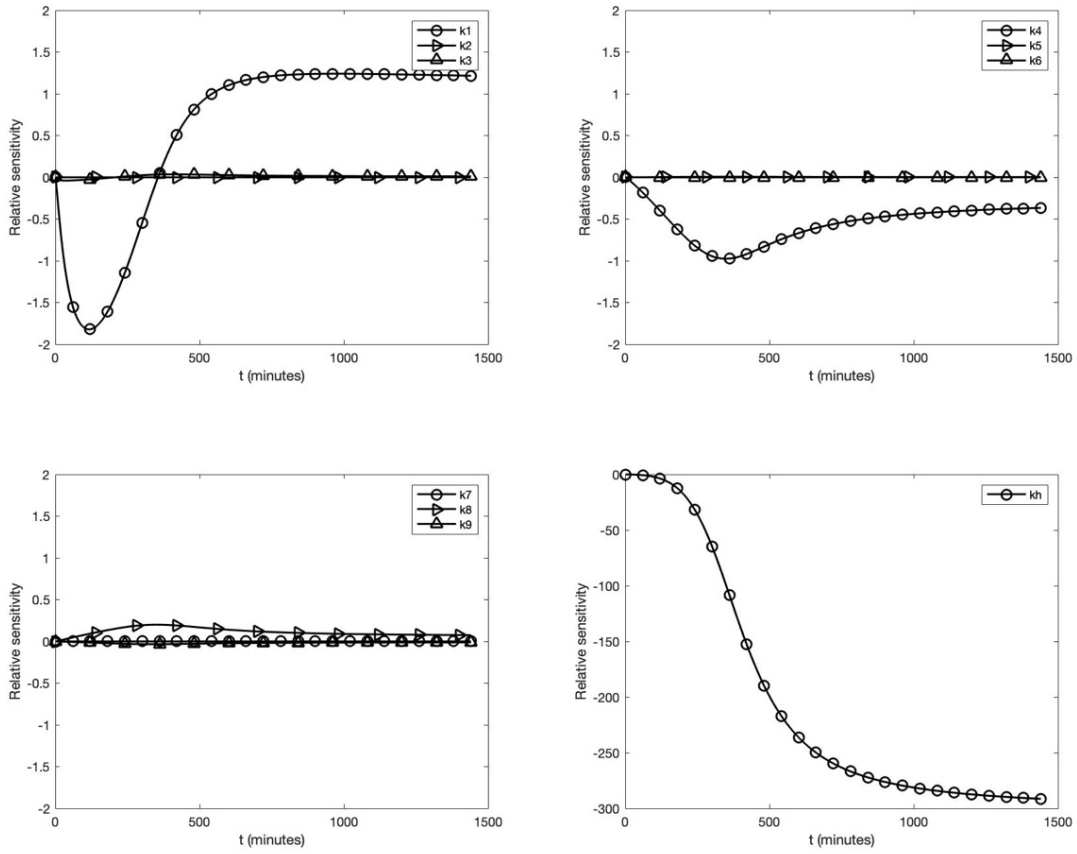 2
1.5
1
0.5
0
-0.5
-1
-1.5
-2
Relative sensitivity
k1
k2
k3
0 500 1000 1500
t (minutes)
2
1.5
1
0.5
0
-0.5
-1
-1.5
-2
Relative sensitivity
k4
k5
k6
0 500 1000 1500
t (minutes)
2
1.5
1
0.5
0
-0.5
-1
-1.5
-2
Relative sensitivity
k7
k8
k9
0 500 1000 1500
t (minutes)
0
-50
-100
-150
-200
-250
-300
Relative sensitivity
kh
0 500 1000 1500
t (minutes)